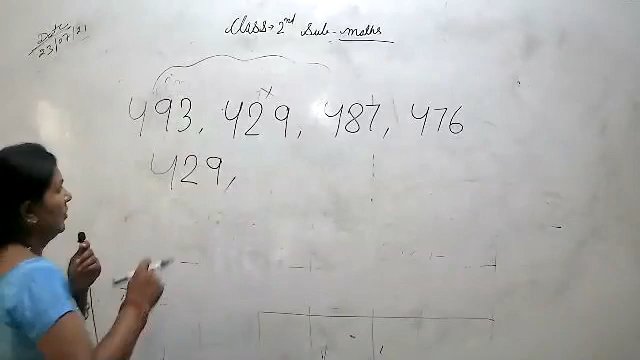 Date
23/07/21
Class → 2nd Sub - maths
493, 429, 487, 476
429,